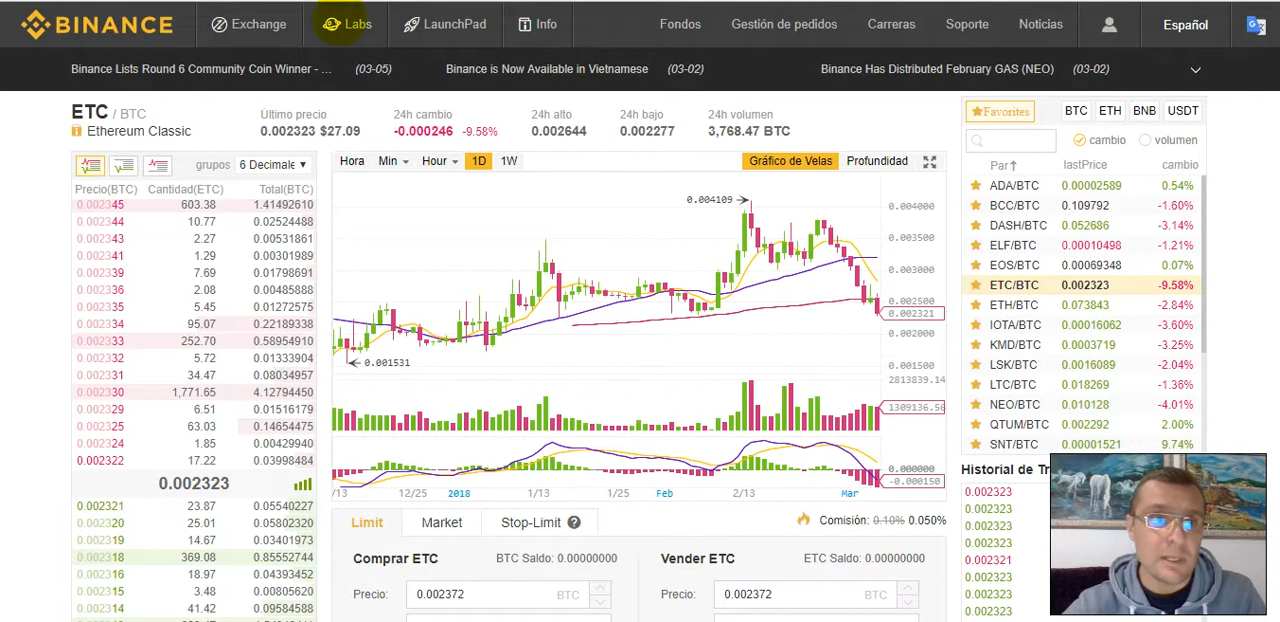 BINANCE Exchange Labs LaunchPad Info Fondos Gestión de pedidos Carreras Soporte Noticias Español
Binance Lists Round 6 Community Coin Winner - ... (03-05) Binance is Now Available in Vietnamese (03-02) Binance Has Distributed February GAS (NEO) (03-02)
ETC / BTC
Ethereum Classic
Último precio 24h cambio 24h alto 24h bajo 24h volumen
0.002323 $27.09 -0.000246 -9.58% 0.002644 0.002277 3,768.47 BTC
grupos 6 Decimale
Precio(BTC) Cantidad(ETC) Total(BTC)
0.002345 603.38 1.41492610
0.002344 10.77 0.02524488
0.002343 2.27 0.00531861
0.002341 1.29 0.00301989
0.002339 7.69 0.01798691
0.002336 2.08 0.00485888
0.002335 5.45 0.01272575
0.002334 95.07 0.22189338
0.002333 252.70 0.58954910
0.002332 5.72 0.01333904
0.002331 34.47 0.08034957
0.002330 1,771.65 4.12794450
0.002329 6.51 0.01516179
0.002325 63.03 0.14654475
0.002324 1.85 0.00429940
0.002322 17.22 0.03998484
0.002323
0.002321 23.87 0.05540227
0.002320 25.01 0.05802320
0.002319 14.67 0.03401973
0.002318 369.08 0.85552744
0.002316 18.97 0.04393452
0.002315 3.48 0.00805620
0.002314 41.42 0.09584588
Hora Min Hour 1D 1W Gráfico de Velas Profundidad
0.004109
0.001531
0.004000
0.003500
0.003000
0.002500
0.002321
0.002000
0.001500
2813839.14
1309136.56
0.000000
-0.000150
/13 12/25 2018 1/13 1/25 Feb 2/13 Mar
Limit Market Stop-Limit ? Comisión: 0.10% 0.050%
Comprar ETC BTC Saldo: 0.00000000
Precio: 0.002372 BTC
Vender ETC ETC Saldo: 0.00000000
Precio: 0.002372 BTC
Favorites BTC ETH BNB USDT
cambio volumen
Par↑ lastPrice cambio
ADA/BTC 0.00002589 0.54%
BCC/BTC 0.109792 -1.60%
DASH/BTC 0.052686 -3.14%
ELF/BTC 0.00010498 -1.21%
EOS/BTC 0.00069348 0.07%
ETC/BTC 0.002323 -9.58%
ETH/BTC 0.073843 -2.84%
IOTA/BTC 0.00016062 -3.60%
KMD/BTC 0.0003719 -3.25%
LSK/BTC 0.0016089 -2.04%
LTC/BTC 0.018269 -1.36%
NEO/BTC 0.010128 -4.01%
QTUM/BTC 0.002292 2.00%
SNT/BTC 0.00001521 9.74%
Historial de Tr
0.002323
0.002323
0.002323
0.002323
0.002321
0.002323
0.002323
0.002323